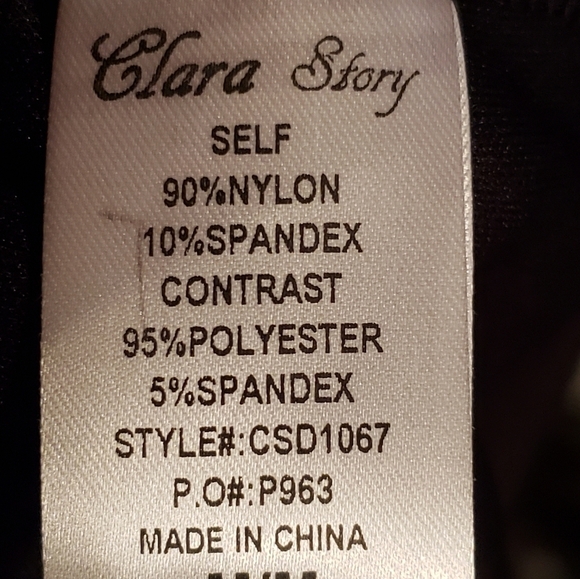 Clara Story
SELF
90%NYLON
10%SPANDEX
CONTRAST
95%POLYESTER
5%SPANDEX
STYLE#:CSD1067
P.O#:P963
MADE IN CHINA